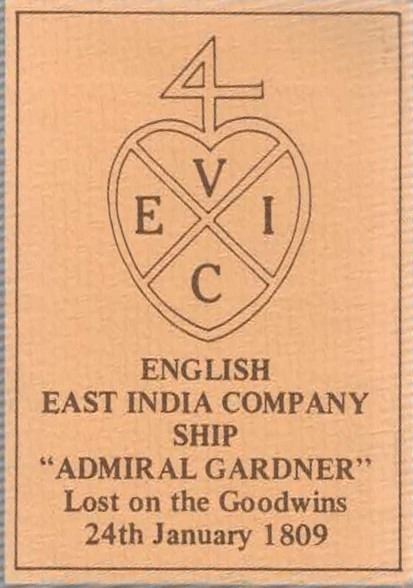 4
V
E I
C
ENGLISH
EAST INDIA COMPANY
SHIP
“ADMIRAL GARDNER”
Lost on the Goodwins
24th January 1809